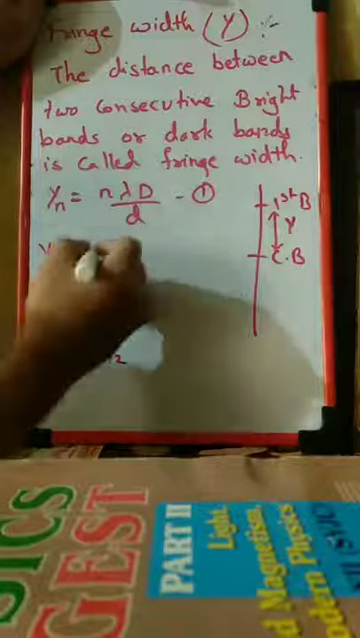 Fringe width (Y) :-
The distance between
two consecutive Bright
bands or dark bands
is called fringe width.
Yn = nλD/d - ①
1st B
Y
C.B
PART II
Light,
Magnetism,
Physics
GEST